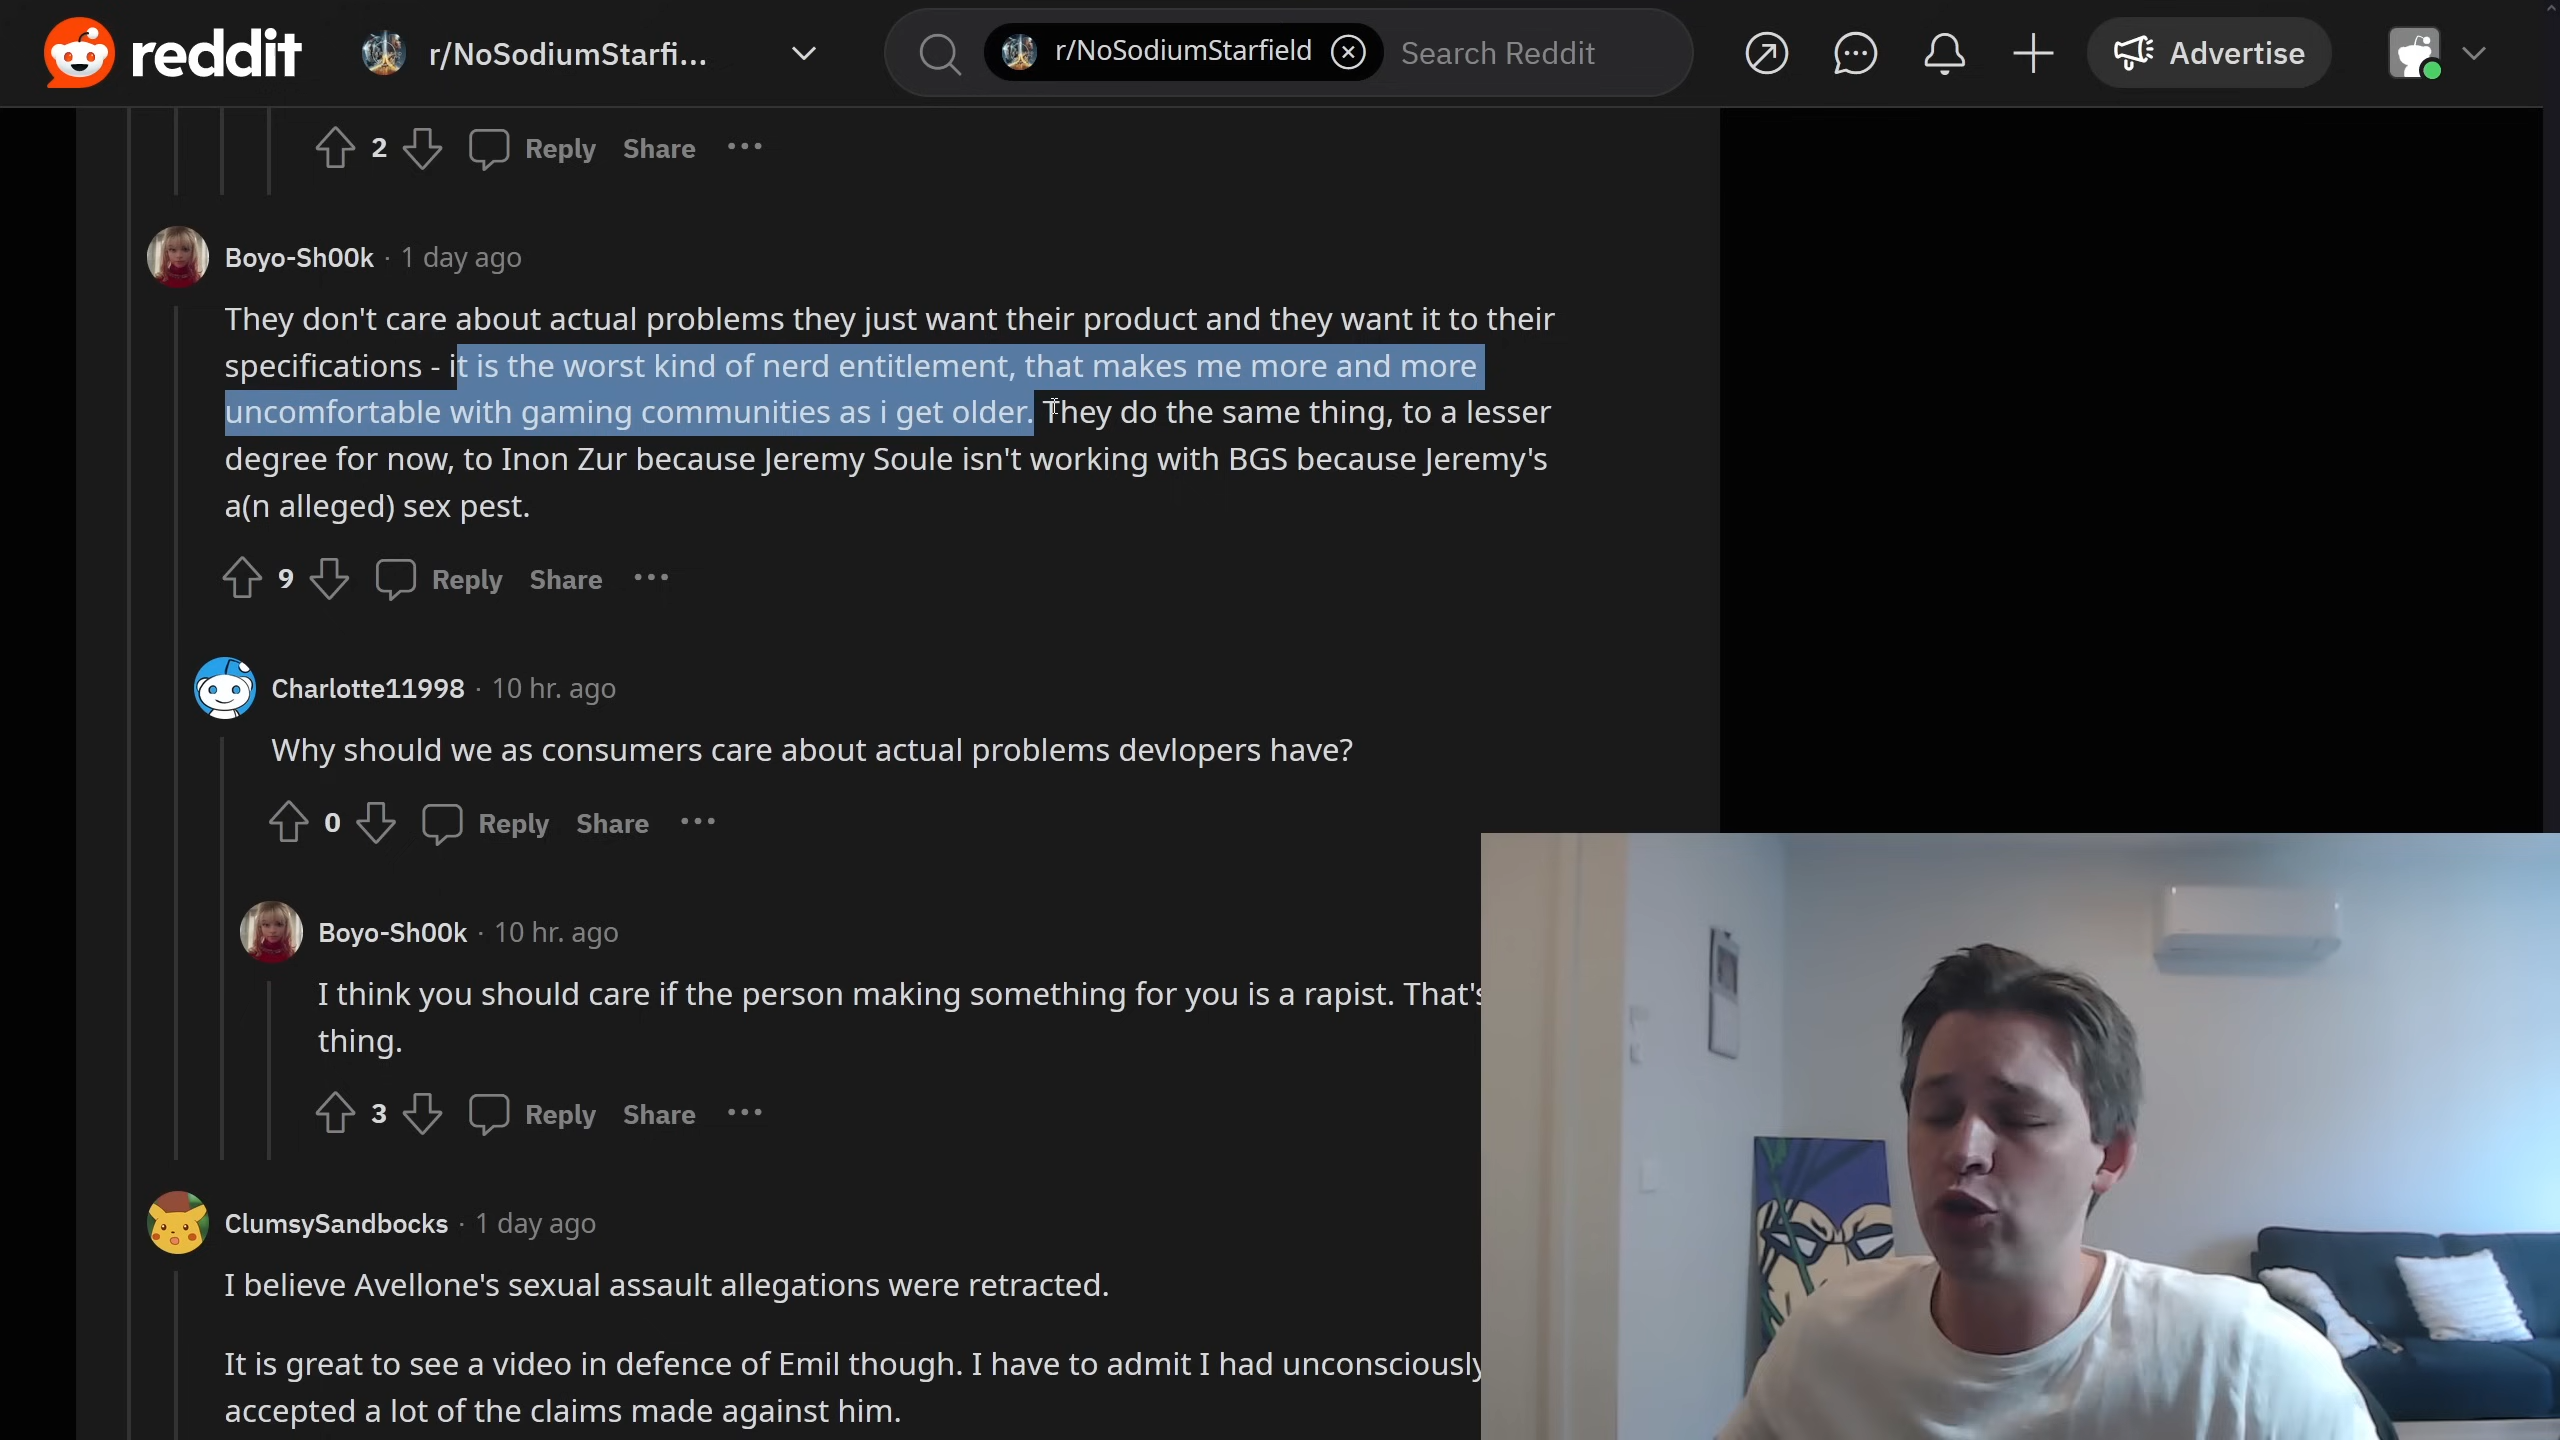 reddit
r/NoSodiumStarfi...
r/NoSodiumStarfield
Search Reddit
Advertise
2
Reply
Share
Boyo-Sh00k · 1 day ago
They don't care about actual problems they just want their product and they want it to their
specifications - it is the worst kind of nerd entitlement, that makes me more and more
uncomfortable with gaming communities as i get older. They do the same thing, to a lesser
degree for now, to Inon Zur because Jeremy Soule isn't working with BGS because Jeremy's
a(n alleged) sex pest.
9
Reply
Share
Charlotte11998 · 10 hr. ago
Why should we as consumers care about actual problems devlopers have?
0
Reply
Share
Boyo-Sh00k · 10 hr. ago
I think you should care if the person making something for you is a rapist. That's
thing.
3
Reply
Share
ClumsySandbocks · 1 day ago
I believe Avellone's sexual assault allegations were retracted.
It is great to see a video in defence of Emil though. I have to admit I had unconsciously
accepted a lot of the claims made against him.